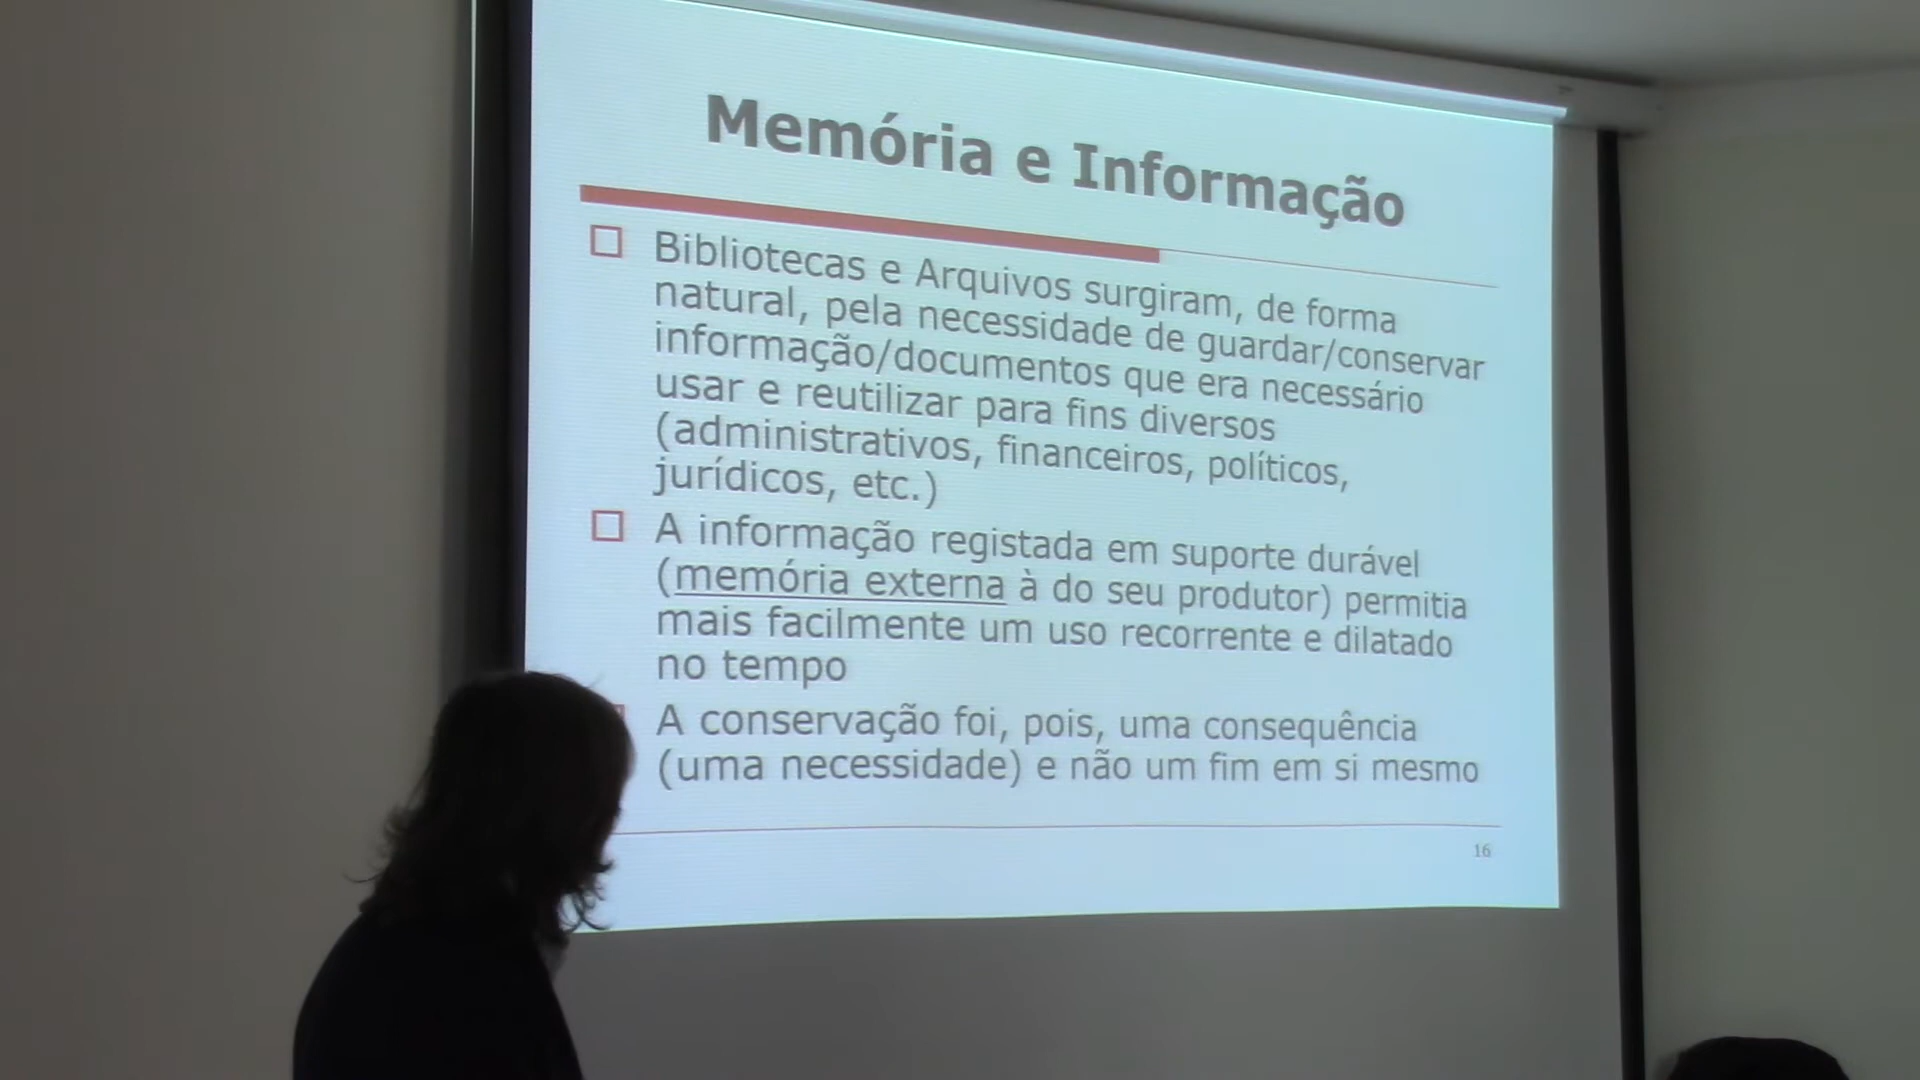 Memória e Informação
Bibliotecas e Arquivos surgiram, de forma
natural, pela necessidade de guardar/conservar
informação/documentos que era necessário
usar e reutilizar para fins diversos
(administrativos, financeiros, políticos,
jurídicos, etc.)
A informação registada em suporte durável
(memória externa à do seu produtor) permitia
mais facilmente um uso recorrente e dilatado
no tempo
A conservação foi, pois, uma consequência
(uma necessidade) e não um fim em si mesmo
16